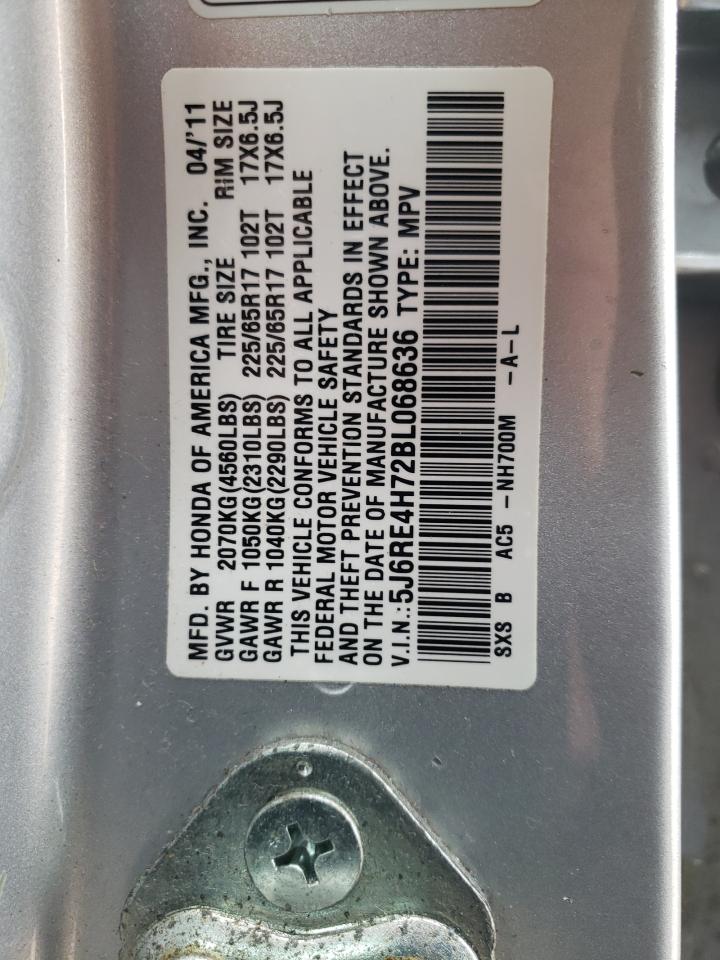 MFD. BY HONDA OF AMERICA MFG., INC. 04/'11
GVWR 2070KG(4560LBS) TIRE SIZE RIM SIZE
GAWR F 1050KG(2310LBS) 225/65R17 102T 17X6.5J
GAWR R 1040KG(2290LBS) 225/65R17 102T 17X6.5J
THIS VEHICLE CONFORMS TO ALL APPLICABLE
FEDERAL MOTOR VEHICLE SAFETY
AND THEFT PREVENTION STANDARDS IN EFFECT
ON THE DATE OF MANUFACTURE SHOWN ABOVE.
V.I.N.:5J6RE4H72BL068636 TYPE: MPV
SXS B AC5 -NH700M -A-L